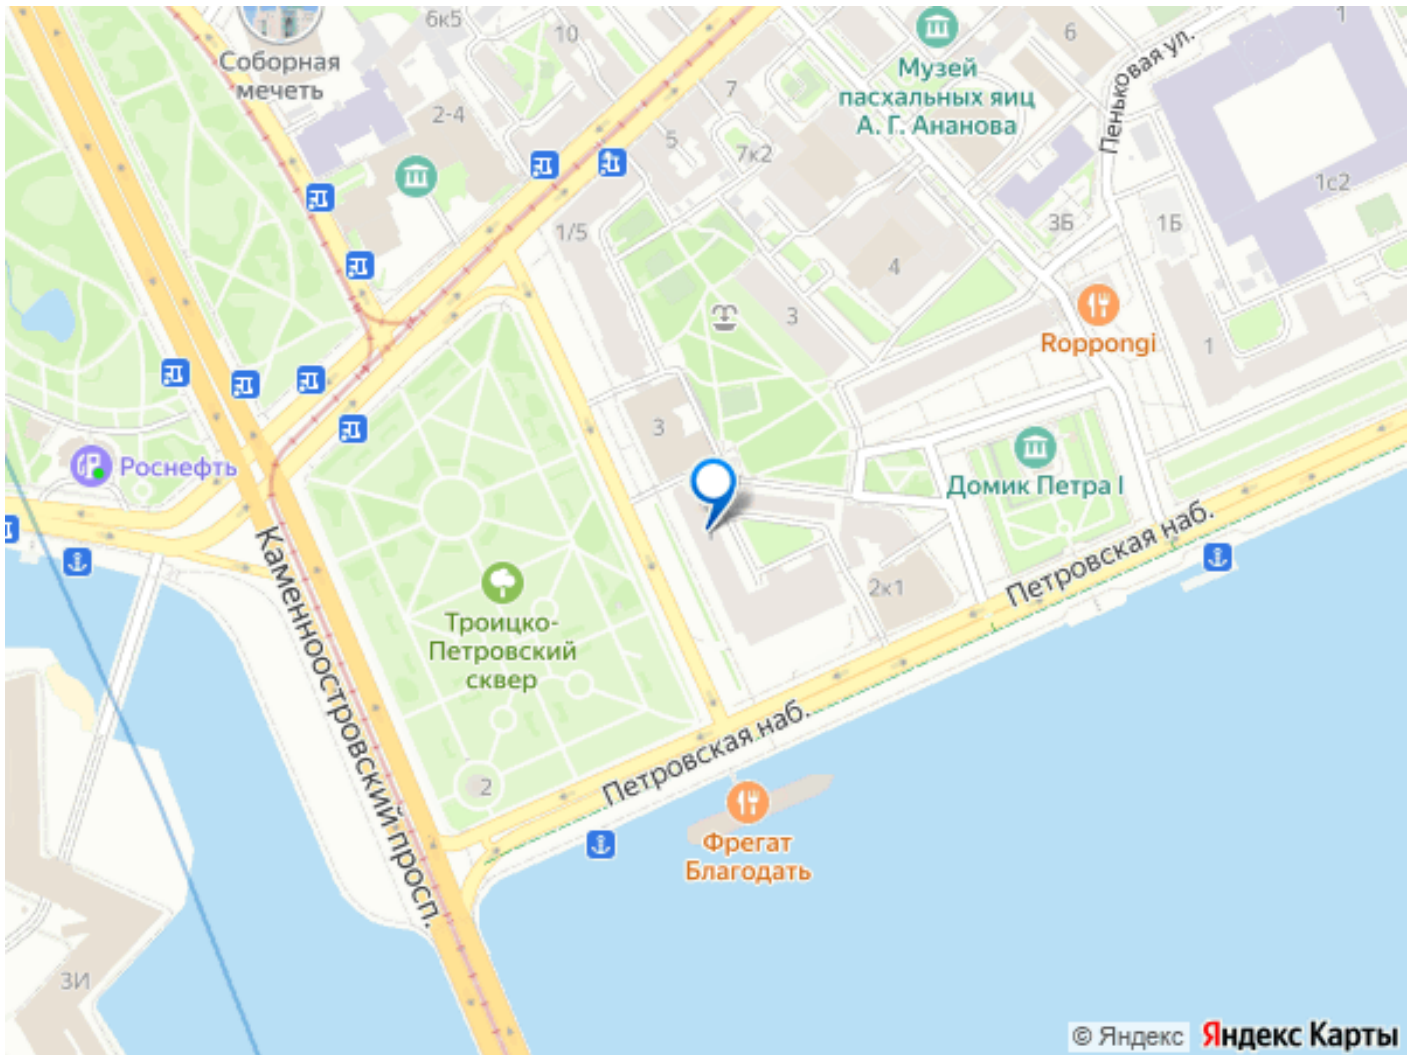 6к5
10
Соборная
мечеть
2-4
7
5
7к2
1/5
Музей
пасхальных яиц
А. Г. Ананова
6
Пеньковая ул.
1
1с2
3Б
1Б
4
3
Roppongi
1
3
Роснефть
Домик Петра I
Петровская наб.
2к1
Каменноостровский просп.
Троицко-
Петровский
сквер
2
Петровская наб.
Фрегат
Благодать
3И
© Яндекс
Яндекс Карты